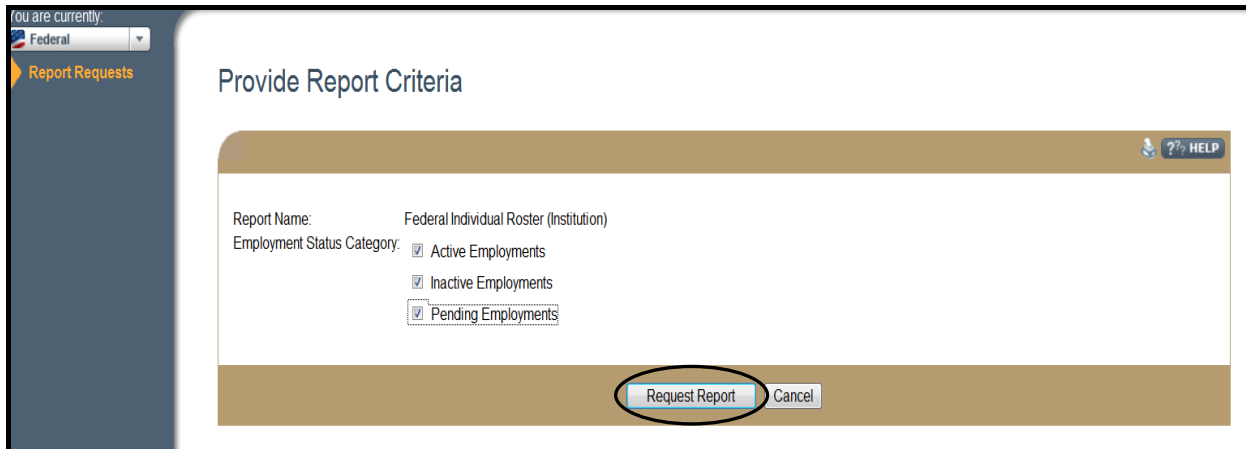 You are currently:
Federal
Report Requests
Provide Report Criteria
??? HELP
Report Name: Federal Individual Roster (Institution)
Employment Status Category:
Active Employments
Inactive Employments
Pending Employments
Request Report Cancel